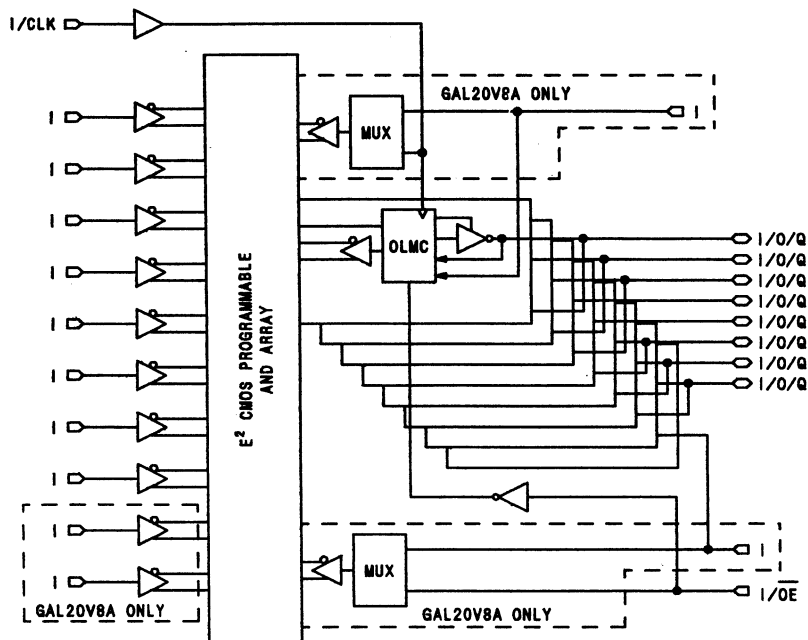 I/CLK
GAL20V8A ONLY
I
I
MUX
I
I
OLMC
I/O/Q
I/O/Q
I
I/O/Q
I/O/Q
I
I/O/Q
I/O/Q
I
I/O/Q
I/O/Q
E² CMOS PROGRAMMABLE
AND ARRAY
I
I
I
I
MUX
I
I
I/OE
GAL20V8A ONLY
GAL20V8A ONLY